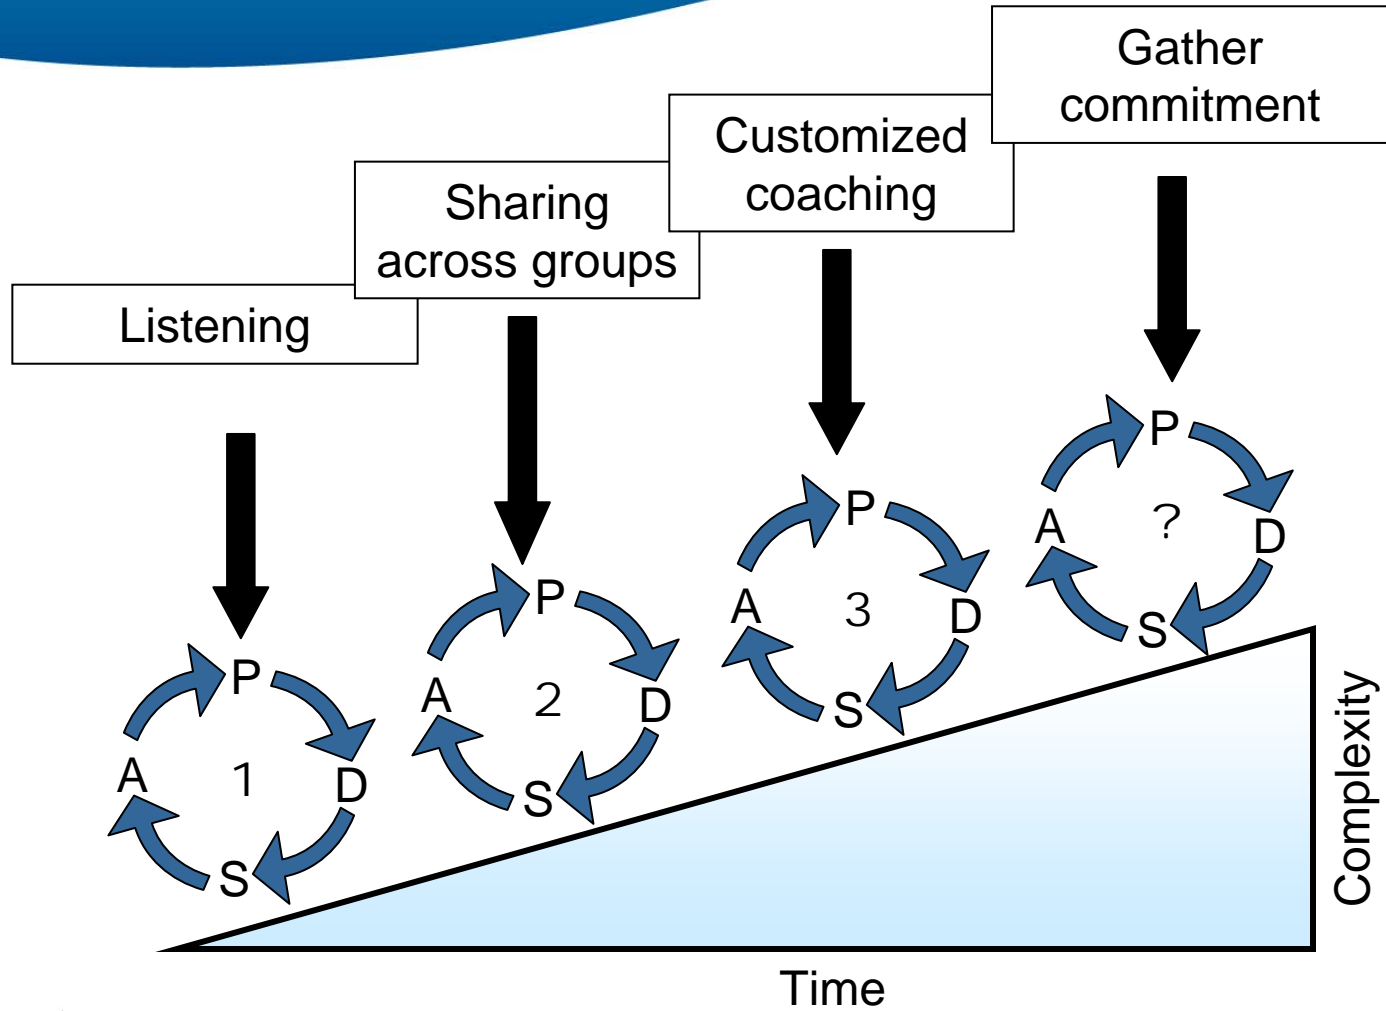 Gather
commitment
Customized
coaching
Sharing
across groups
Listening
P
A
?
D
S
P
A
3
D
S
P
A
2
D
S
P
A
1
D
S
Complexity
Time